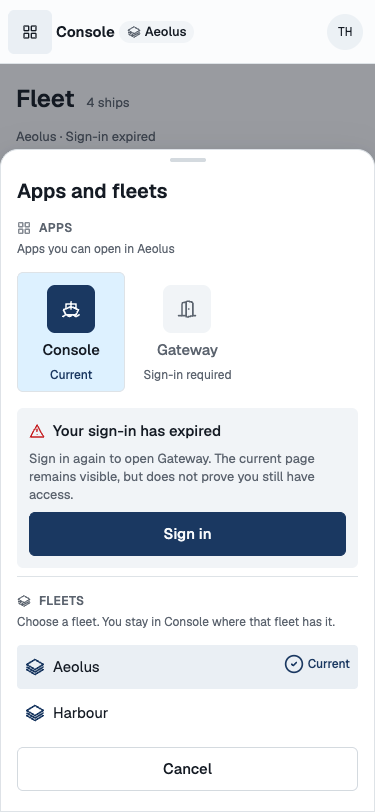 Console
Aeolus
TH
Fleet
4 ships
Aeolus · Sign-in expired
Apps and fleets
APPS
Apps you can open in Aeolus
Console
Current
Gateway
Sign-in required
Your sign-in has expired
Sign in again to open Gateway. The current page
remains visible, but does not prove you still have
access.
Sign in
FLEETS
Choose a fleet. You stay in Console where that fleet has it.
Aeolus
Current
Harbour
Cancel